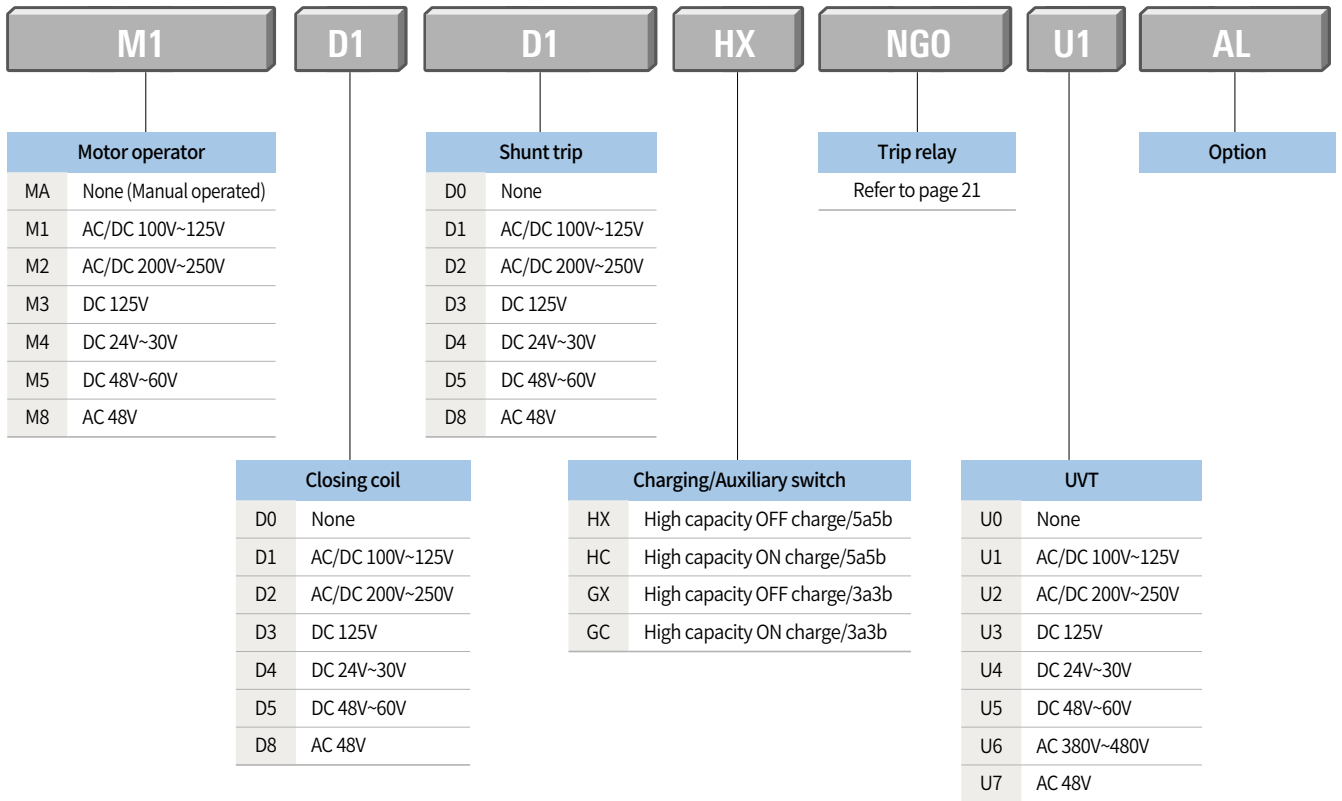 M1 D1 D1 HX NG0 U1 AL
Motor operator
MA None (Manual operated)
M1 AC/DC 100V~125V
M2 AC/DC 200V~250V
M3 DC 125V
M4 DC 24V~30V
M5 DC 48V~60V
M8 AC 48V
Shunt trip
D0 None
D1 AC/DC 100V~125V
D2 AC/DC 200V~250V
D3 DC 125V
D4 DC 24V~30V
D5 DC 48V~60V
D8 AC 48V
Trip relay
Refer to page 21
Option
Closing coil
D0 None
D1 AC/DC 100V~125V
D2 AC/DC 200V~250V
D3 DC 125V
D4 DC 24V~30V
D5 DC 48V~60V
D8 AC 48V
Charging/Auxiliary switch
HX High capacity OFF charge/5a5b
HC High capacity ON charge/5a5b
GX High capacity OFF charge/3a3b
GC High capacity ON charge/3a3b
UVT
U0 None
U1 AC/DC 100V~125V
U2 AC/DC 200V~250V
U3 DC 125V
U4 DC 24V~30V
U5 DC 48V~60V
U6 AC 380V~480V
U7 AC 48V